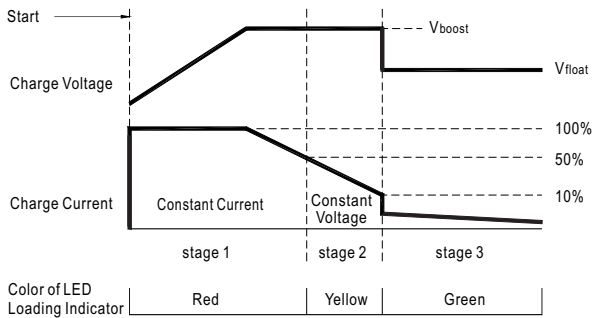 Start
Vboost
Charge Voltage
Vfloat
100%
50%
10%
Charge Current
Constant Current
Constant
Voltage
stage 1
stage 2
stage 3
Color of LED
Loading Indicator
Red
Yellow
Green